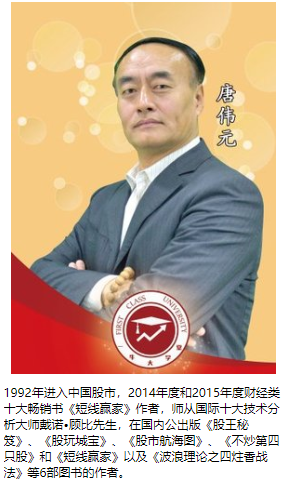 唐伟元
FIRST CLASS UNIVERSITY
1992年进入中国股市，2014年度和2015年度财经类
十大畅销书《短线赢家》作者，师从国际十大技术分
析大师戴诺•顾比先生，在国内公出版《股王秘
笈》、《股玩城宝》、《股市航海图》、《不炒第四
只股》和《短线赢家》以及《波浪理论之四炷香战
法》等6部图书的作者。